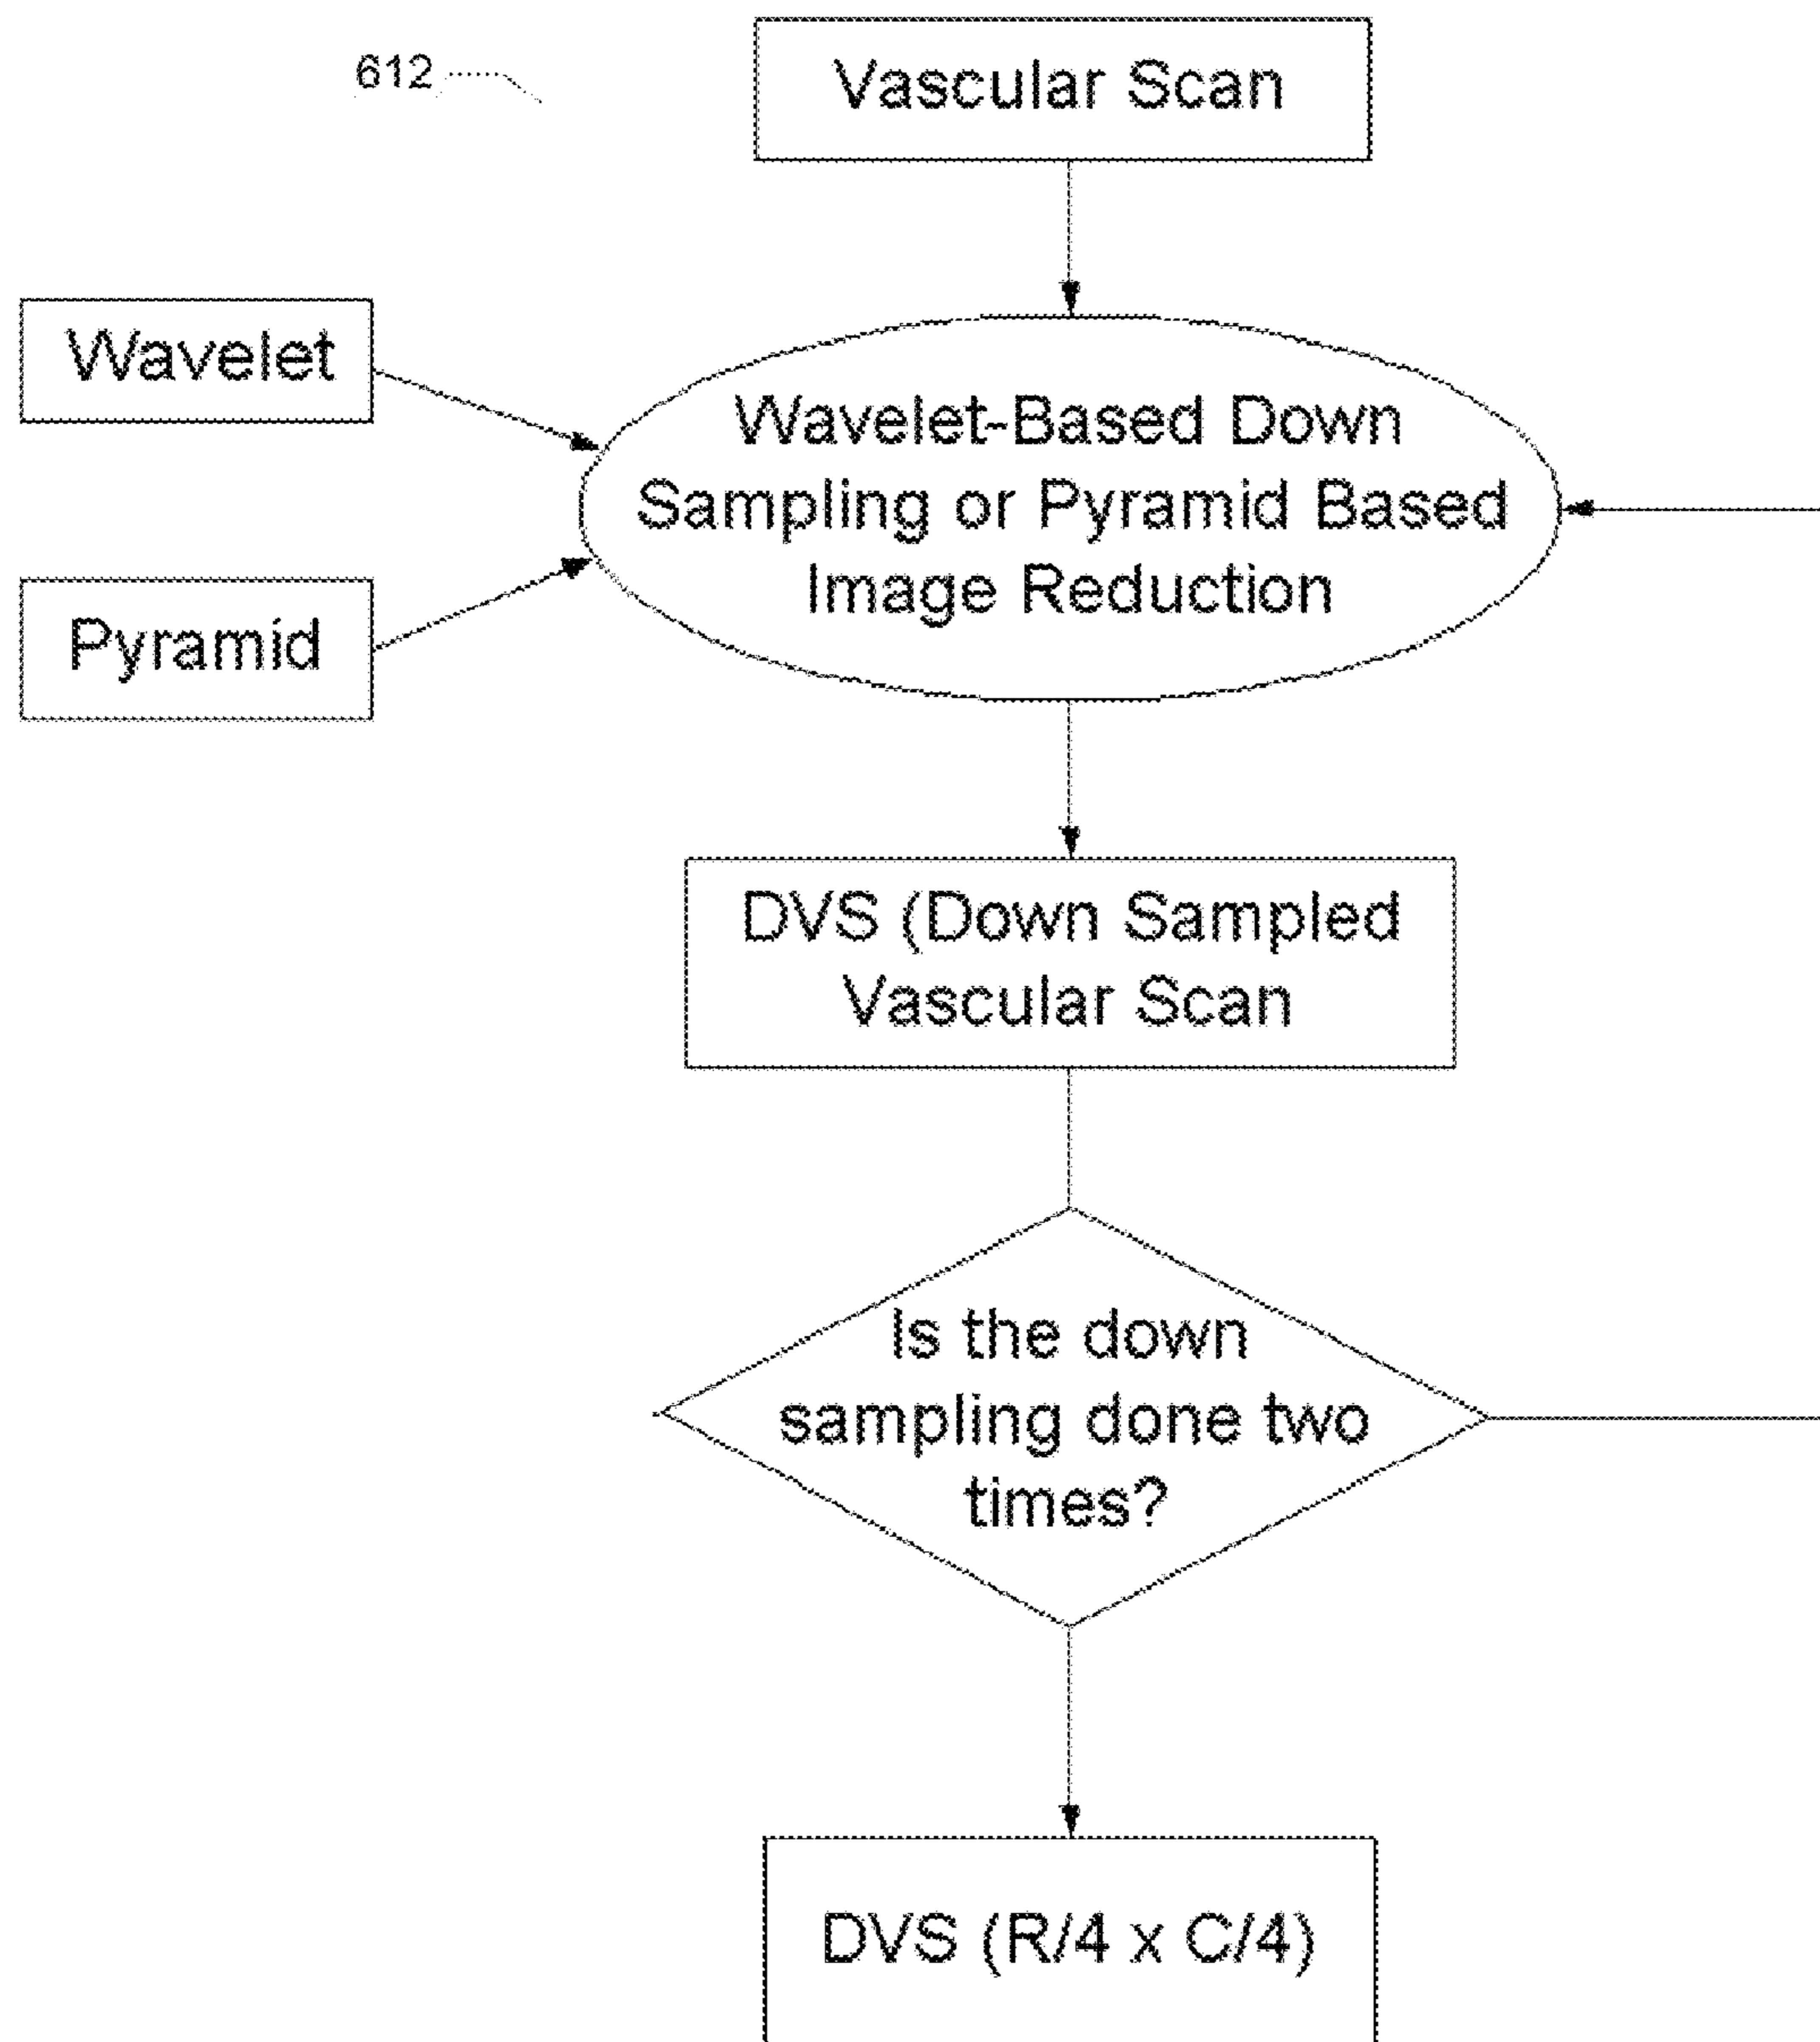 612
Vascular Scan
Wavelet
Wavelet-Based Down
Sampling or Pyramid Based
Image Reduction
Pyramid
DVS (Down Sampled
Vascular Scan
Is the down
sampling done two
times?
DVS (R/4 x C/4)